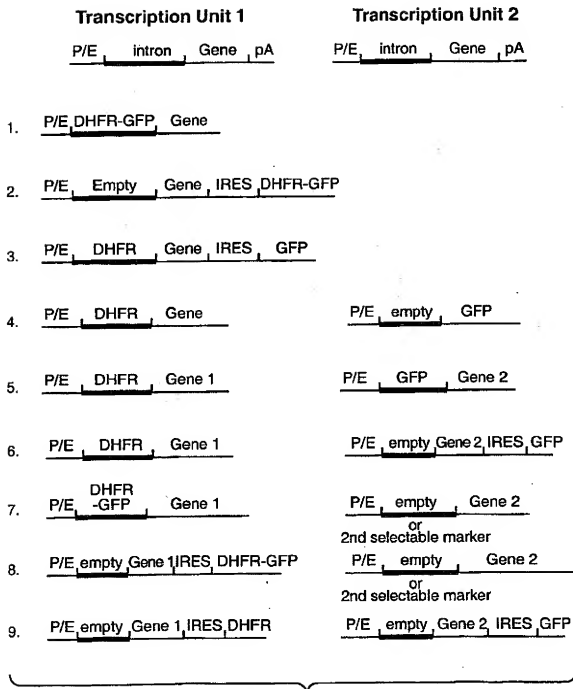 Transcription Unit 1 Transcription Unit 2
P/E intron Gene pA P/E intron Gene pA
1. P/E DHFR-GFP Gene
2. P/E Empty Gene IRES DHFR-GFP
3. P/E DHFR Gene IRES GFP
4. P/E DHFR Gene P/E empty GFP
5. P/E DHFR Gene 1 P/E GFP Gene 2
6. P/E DHFR Gene 1 P/E empty Gene 2 IRES GFP
DHFR
7. P/E -GFP Gene 1 P/E empty Gene 2
or
2nd selectable marker
8. P/E empty Gene 1 IRES DHFR-GFP P/E empty Gene 2
or
2nd selectable marker
9. P/E empty Gene 1 IRES DHFR P/E empty Gene 2 IRES GFP